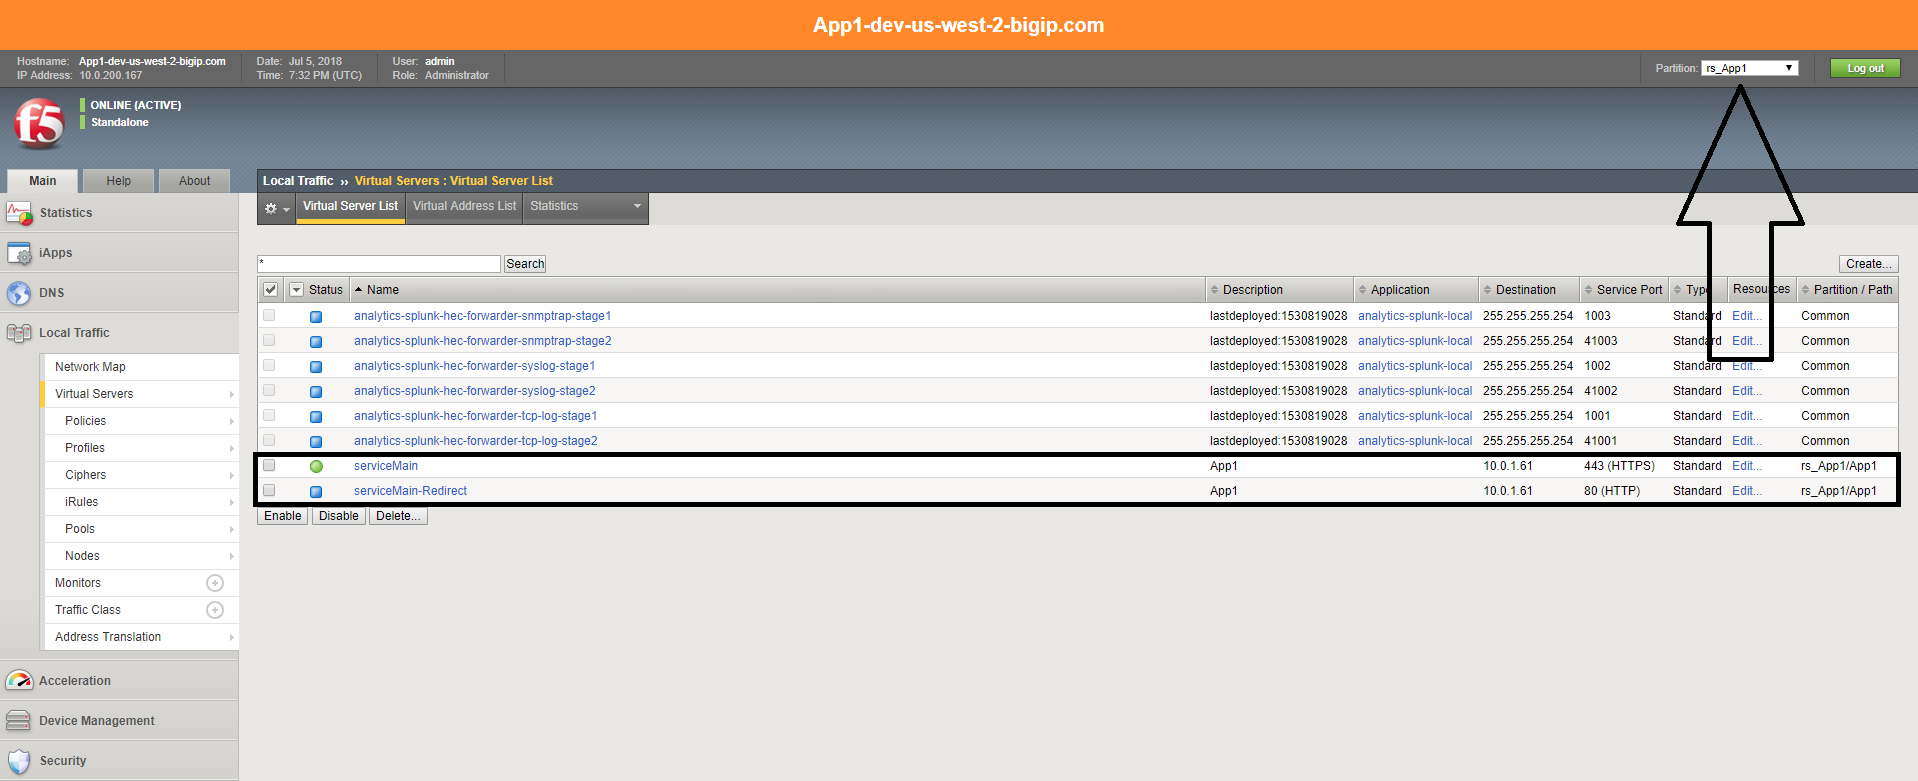 App1-dev-us-west-2-bigip.com
Hostname: App1-dev-us-west-2-bigip.com Date: Jul 5, 2018 User: admin
IP Address: 10.0.200.167 Time: 7:32 PM (UTC) Role: Administrator
Partition: rs_App1 Log out
f5
ONLINE (ACTIVE)
Standalone
Main Help About
Local Traffic ›› Virtual Servers : Virtual Server List
Virtual Server List Virtual Address List Statistics
Statistics
iApps
DNS
Local Traffic
Network Map
Virtual Servers
Policies
Profiles
Ciphers
iRules
Pools
Nodes
Monitors
Traffic Class
Address Translation
Acceleration
Device Management
Security
* Search
Create...
Status Name Description Application Destination Service Port Type Resources Partition / Path
analytics-splunk-hec-forwarder-snmptrap-stage1 lastdeployed:1530819028 analytics-splunk-local 255.255.255.254 1003 Standard Edit... Common
analytics-splunk-hec-forwarder-snmptrap-stage2 lastdeployed:1530819028 analytics-splunk-local 255.255.255.254 41003 Standard Edit... Common
analytics-splunk-hec-forwarder-syslog-stage1 lastdeployed:1530819028 analytics-splunk-local 255.255.255.254 1002 Standard Edit... Common
analytics-splunk-hec-forwarder-syslog-stage2 lastdeployed:1530819028 analytics-splunk-local 255.255.255.254 41002 Standard Edit... Common
analytics-splunk-hec-forwarder-tcp-log-stage1 lastdeployed:1530819028 analytics-splunk-local 255.255.255.254 1001 Standard Edit... Common
analytics-splunk-hec-forwarder-tcp-log-stage2 lastdeployed:1530819028 analytics-splunk-local 255.255.255.254 41001 Standard Edit... Common
serviceMain App1 10.0.1.61 443 (HTTPS) Standard Edit... rs_App1/App1
serviceMain-Redirect App1 10.0.1.61 80 (HTTP) Standard Edit... rs_App1/App1
Enable Disable Delete...